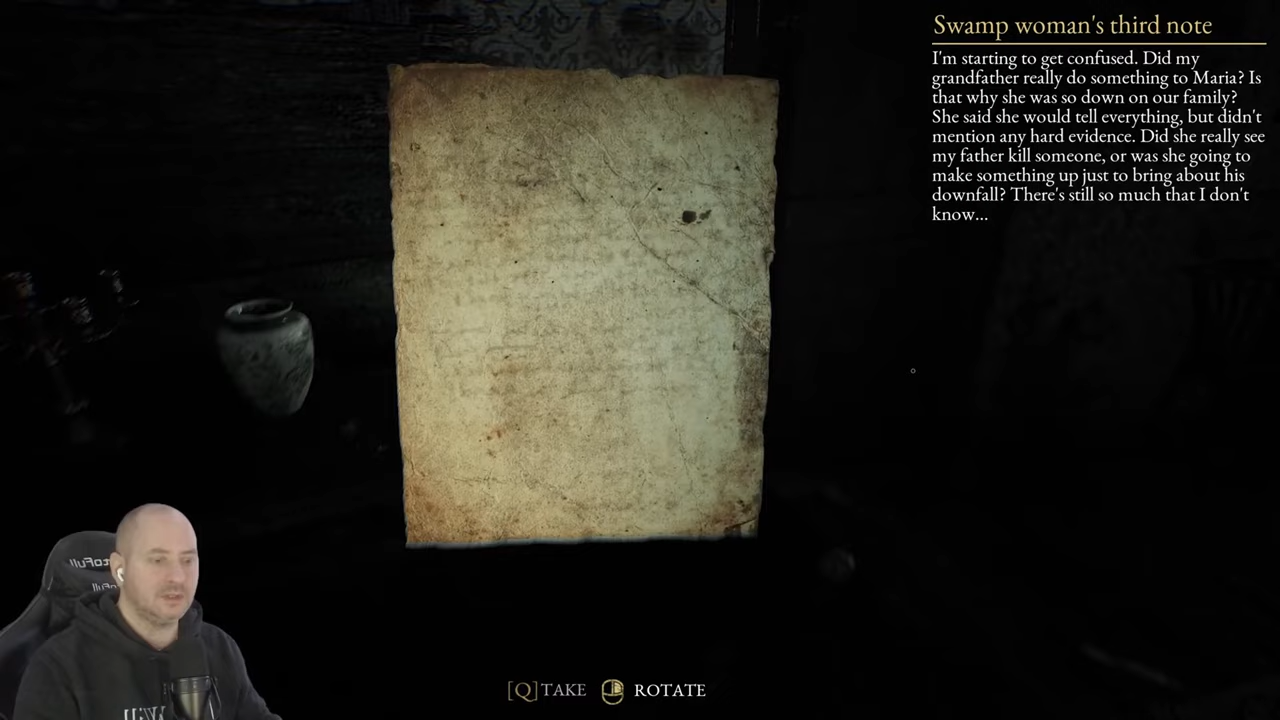 Swamp woman's third note
I'm starting to get confused. Did my
grandfather really do something to Maria? Is
that why she was so down on our family?
She said she would tell everything, but didn't
mention any hard evidence. Did she really see
my father kill someone, or was she going to
make something up just to bring about his
downfall? There's still so much that I don't
know...
[Q] TAKE ROTATE